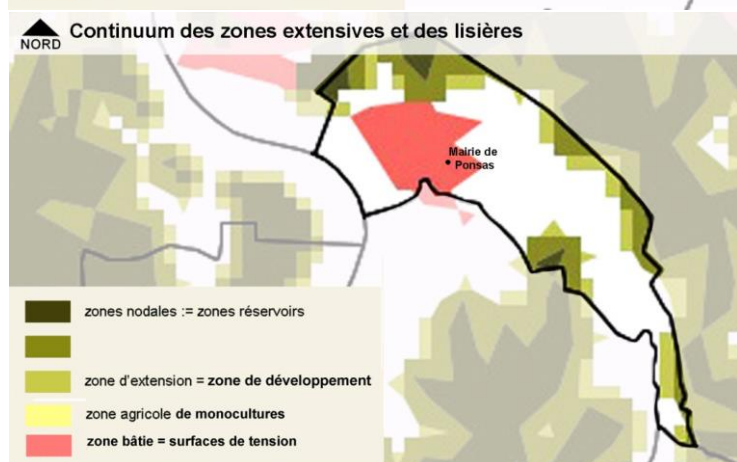 NORD
Continuum des zones extensives et des lisières
Mairie de
Ponsas
zones nodales := zones réservoirs
zone d'extension = zone de développement
zone agricole de monocultures
zone bâtie = surfaces de tension